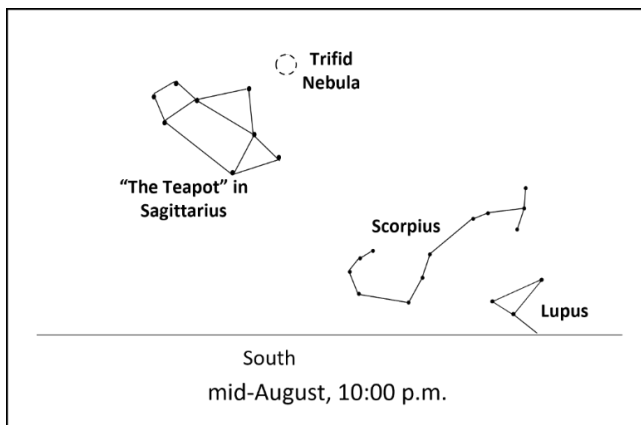 Trifid
Nebula
“The Teapot” in
Sagittarius
Scorpius
Lupus
South
mid-August, 10:00 p.m.